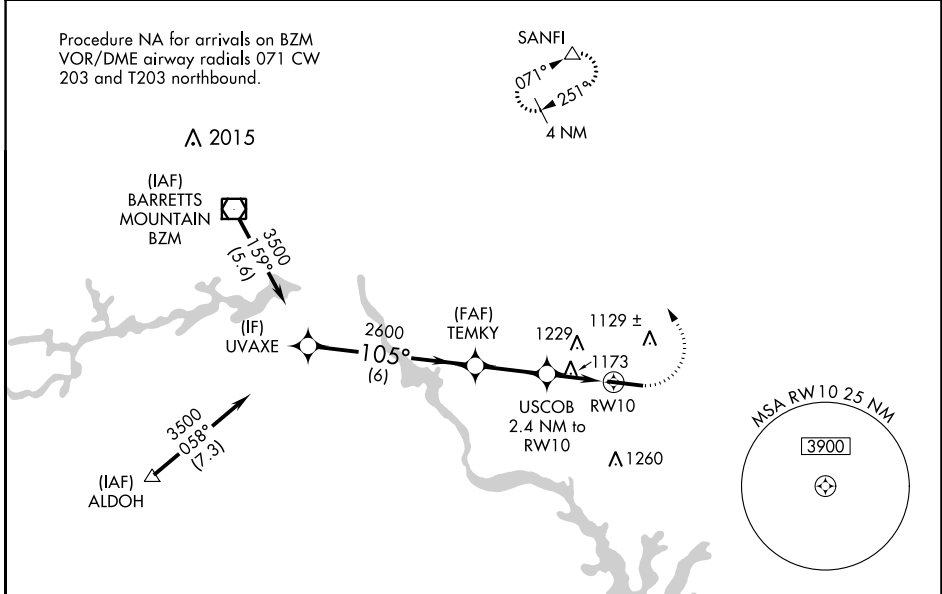 Procedure NA for arrivals on BZM
VOR/DME airway radials 071 CW
203 and T203 northbound.
SANFI
071°
251°
4 NM
2015
(IAF)
BARRETTS
MOUNTAIN
BZM
3500
159°
(5.6)
(IF)
UVAXE
2600
105°
(6)
(FAF)
TEMKY
1229
1129 ±
1173
USCOB
2.4 NM to
RW10
RW10
1260
3500
058°
(7.3)
(IAF)
ALDOH
MSA RW10 25 NM
3900